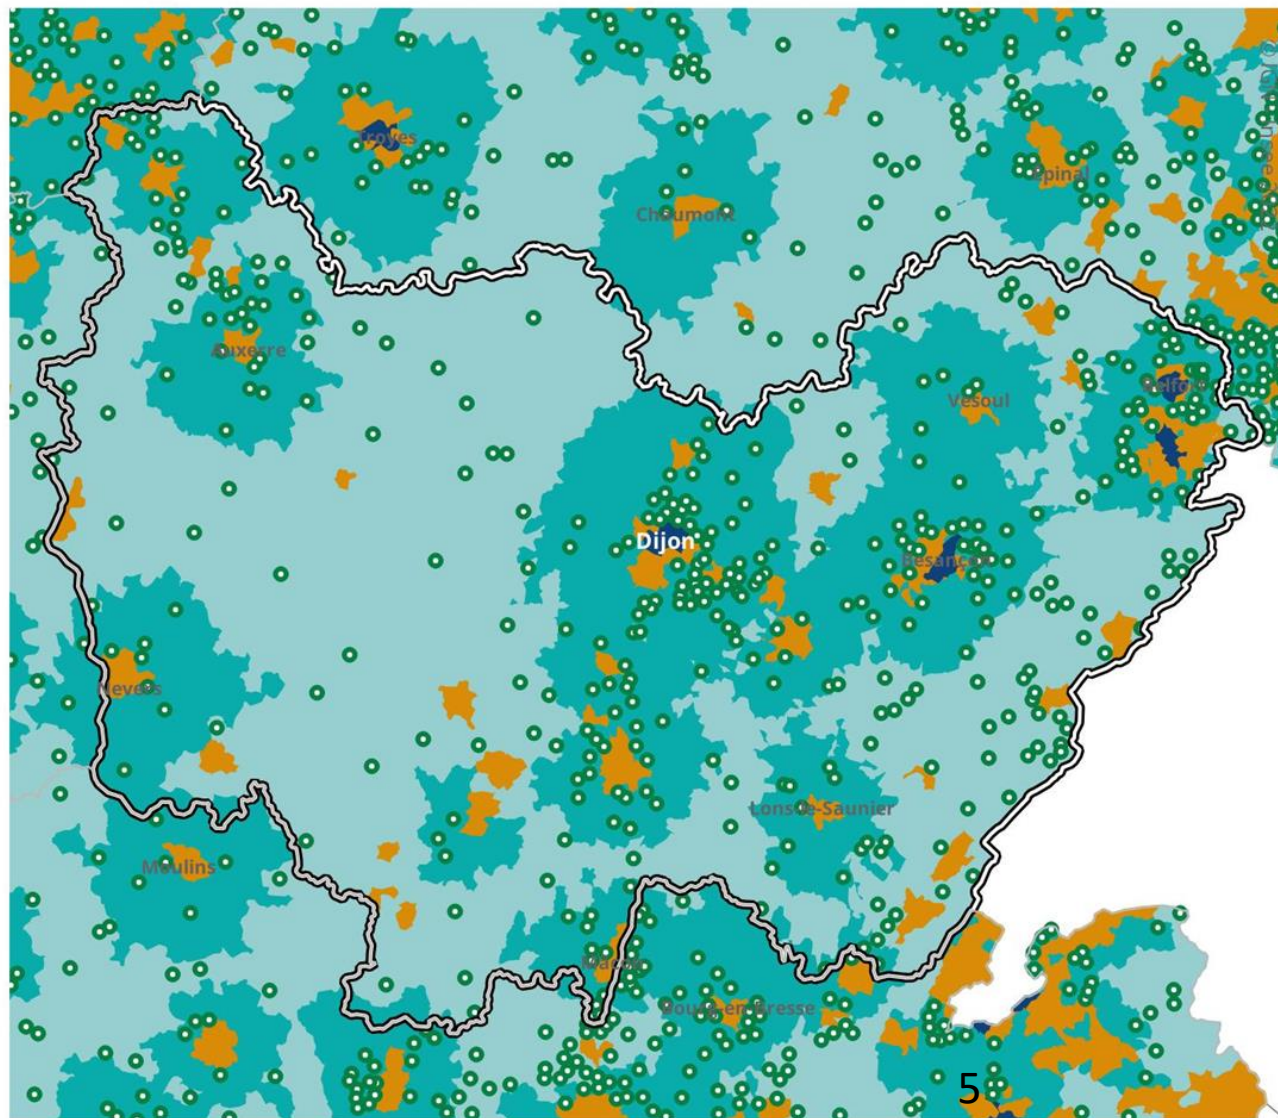 Troyes
Epinal
Chaumont
Auxerre
Belfort
Vesoul
Dijon
Besançon
Nevers
Lons-le-Saunier
Moulins
Mâcon
Bourg-en-Bresse
5